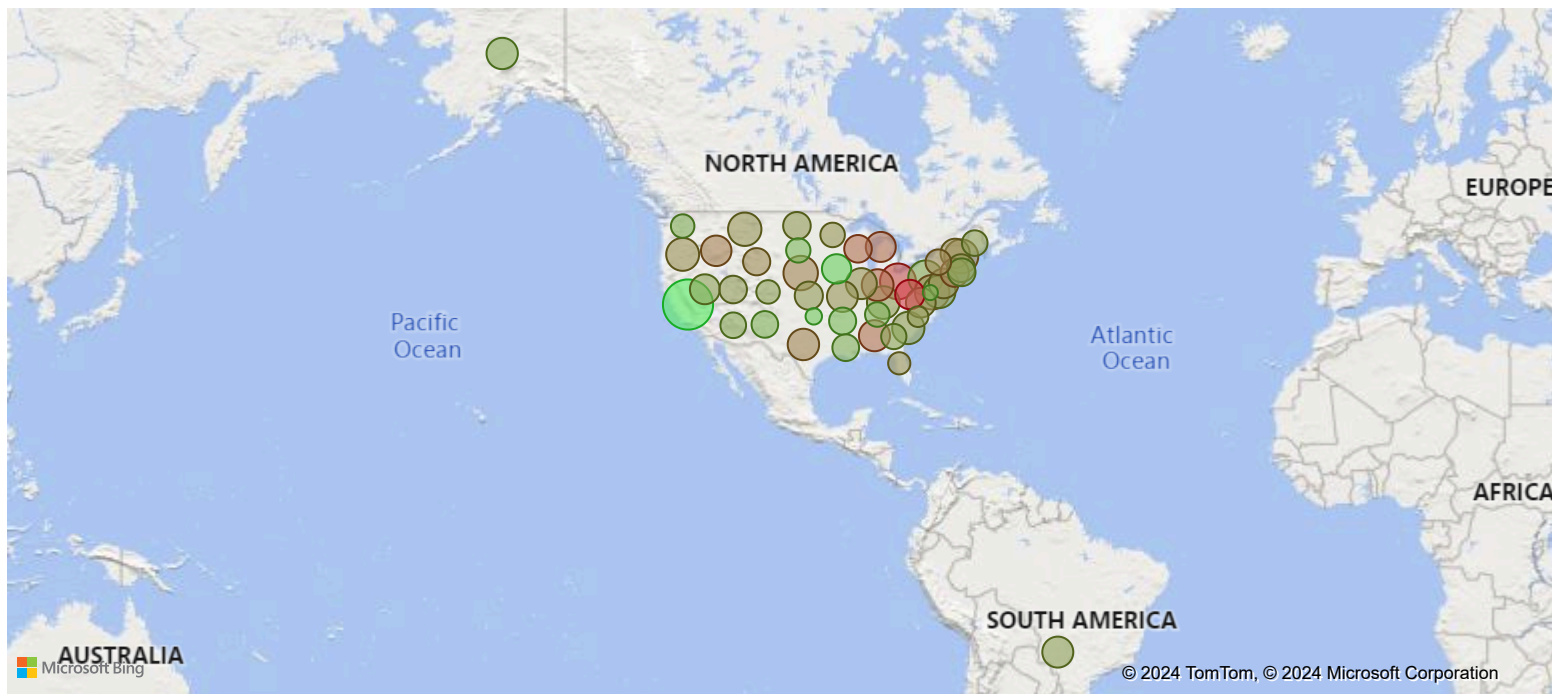 NORTH AMERICA
EUROPE
Pacific
Ocean
Atlantic
Ocean
AFRICA
SOUTH AMERICA
AUSTRALIA
Microsoft Bing
© 2024 TomTom, © 2024 Microsoft Corporation